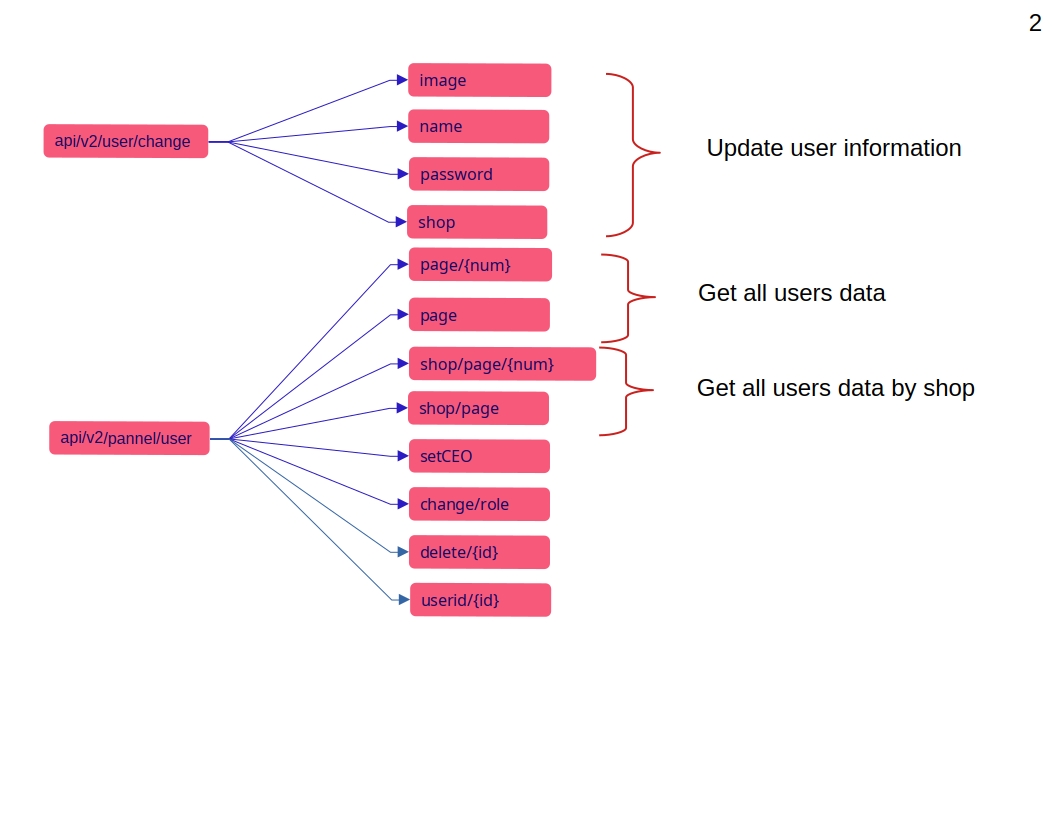 2
image
name
api/v2/user/change
Update user information
password
shop
page/{num}
Get all users data
page
shop/page/{num}
Get all users data by shop
shop/page
api/v2/pannel/user
setCEO
change/role
delete/{id}
userid/{id}